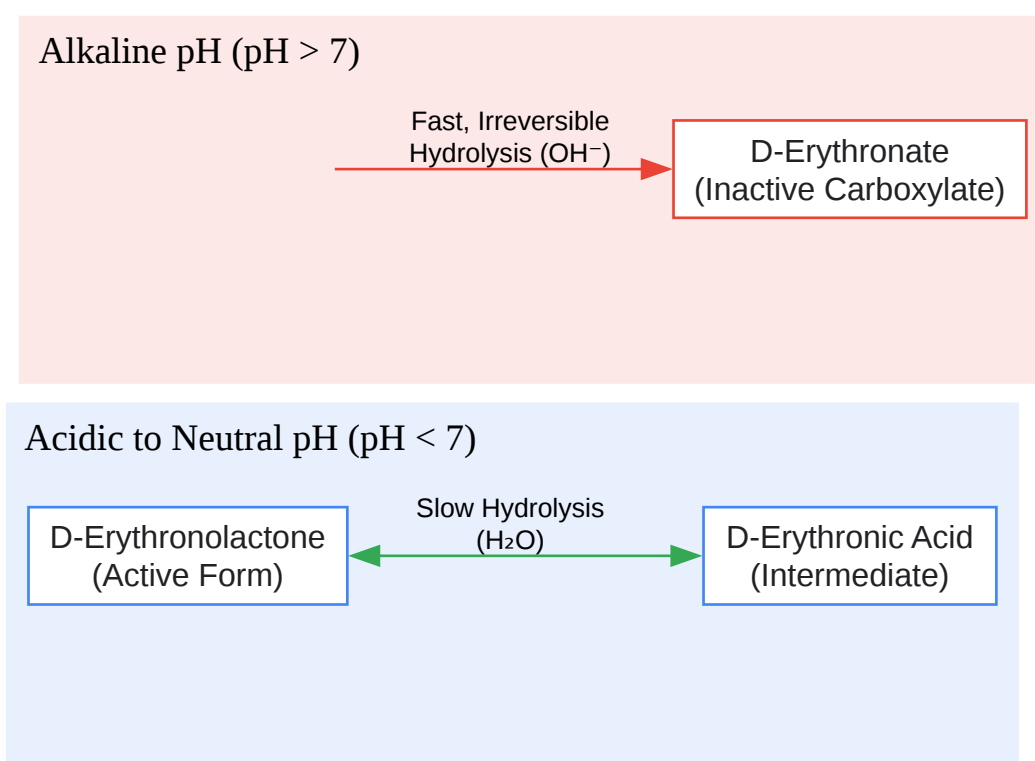 Alkaline pH (pH > 7)
Fast, Irreversible
Hydrolysis (OH⁻)
D-Erythronate
(Inactive Carboxylate)
Acidic to Neutral pH (pH < 7)
D-Erythronolactone
(Active Form)
Slow Hydrolysis
(H₂O)
D-Erythronic Acid
(Intermediate)